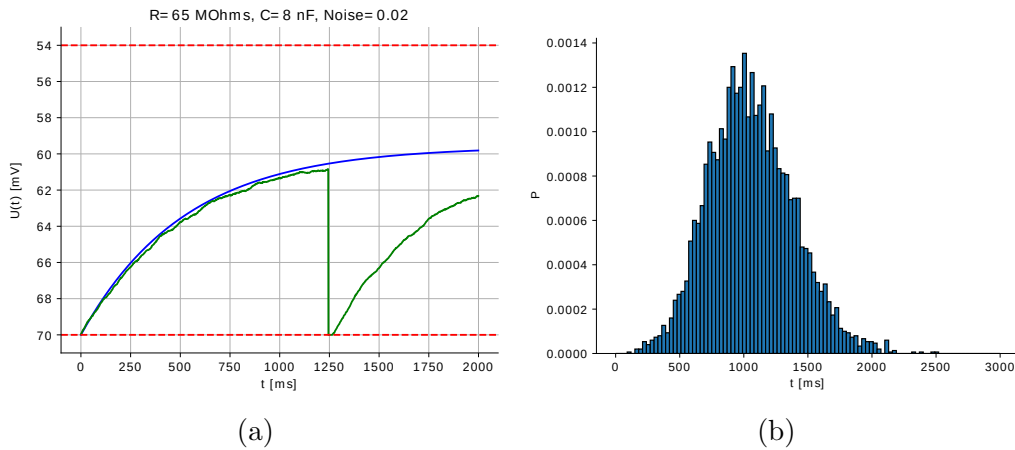 R= 65 MOhms, C= 8 nF, Noise= 0.02
U(t) [mV]
54
56
58
60
62
64
66
68
70
0 250 500 750 1000 1250 1500 1750 2000
t [ms]
(a)
P
0.0014
0.0012
0.0010
0.0008
0.0006
0.0004
0.0002
0.0000
0 500 1000 1500 2000 2500 3000
t [ms]
(b)